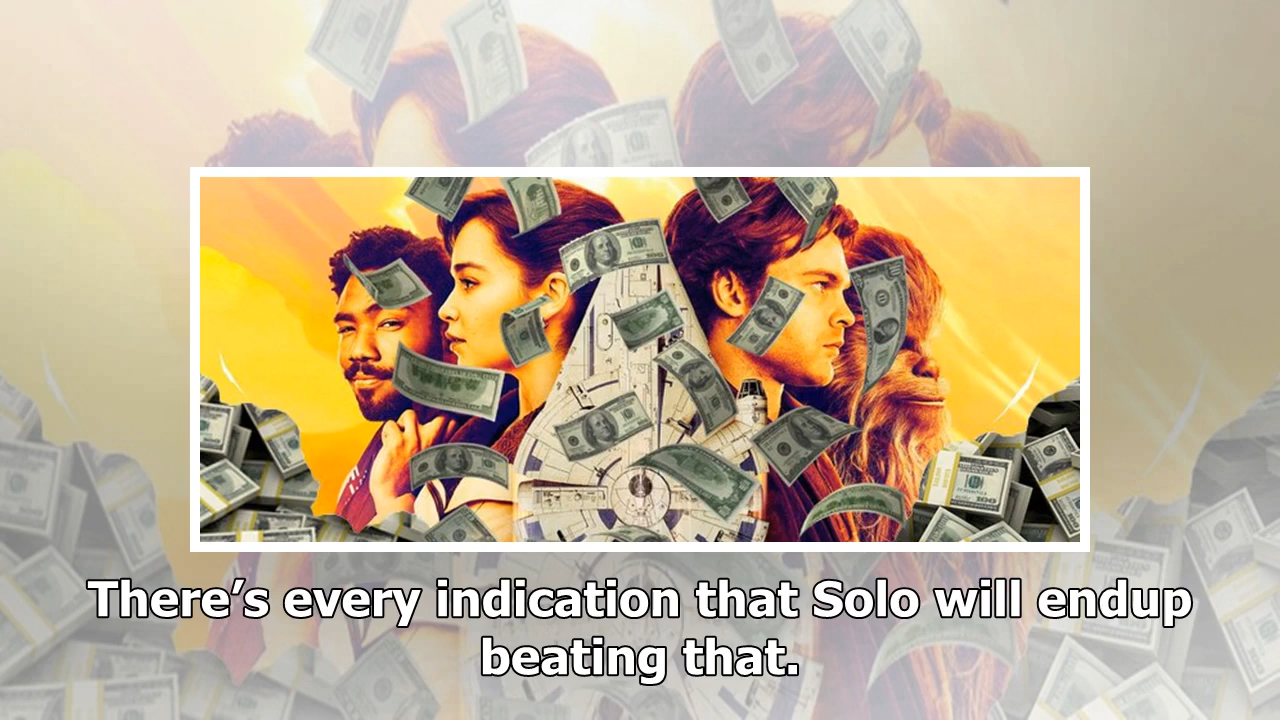 There’s every indication that Solo will endup
beating that.